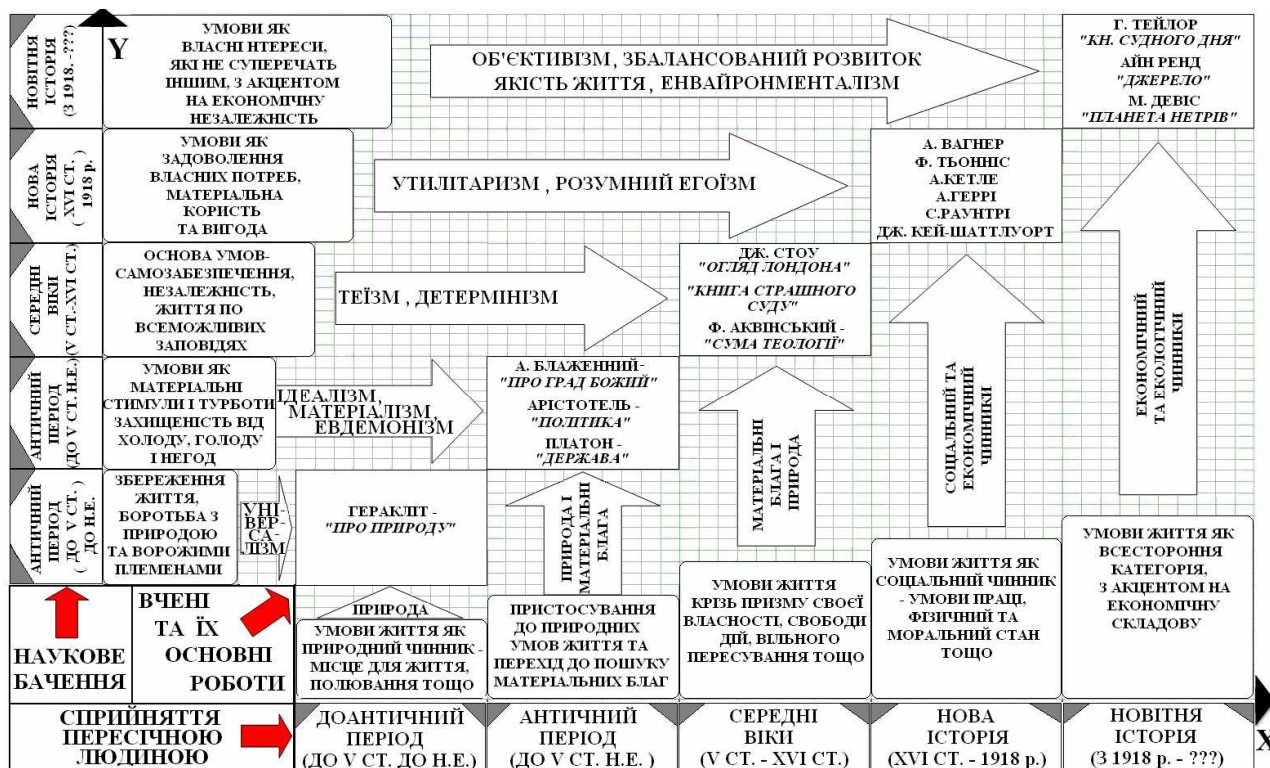 НОВІТНЯ
ІСТОРІЯ
(З 1918. -???)
Y
УМОВИ ЯК
ВЛАСНІ НТЕРЕСИ,
ЯКІ НЕ СУПЕРЕЧАТЬ
ІНШИМ, З АКЦЕНТОМ
НА ЕКОНОМІЧНУ
НЕЗАЛЕЖНІСТЬ
ОБ'ЄКТИВІЗМ, ЗБАЛАНСОВАНИЙ РОЗВИТОК
ЯКІСТЬ ЖИТТЯ , ЕНВАЙРОНМЕНТАЛІЗМ
Г. ТЕЙЛОР
"КН. СУДНОГО ДНЯ"
АЙН РЕНД
"ДЖЕРЕЛО"
М. ДЕВІС
"ПЛАНЕТА НЕТРІВ"
НОВА
ІСТОРІЯ
( XVI СТ. -
1918 р.)
УМОВИ ЯК
ЗАДОВОЛЕННЯ
ВЛАСНИХ ПОТРЕБ,
МАТЕРІАЛЬНА
КОРИСТЬ
ТА ВИГОДА
УТИЛІТАРИЗМ , РОЗУМНИЙ ЕГОЇЗМ
А. ВАГНЕР
Ф. ТЬОННІС
А.КЕТЛЕ
А.ГЕРРІ
С.РАУНТРІ
ДЖ. КЕЙ-ШАТТЛУОРТ
СЕРЕДНІ
ВІКИ
(V СТ.-XVI СТ.)
ОСНОВА УМОВ-
САМОЗАБЕЗПЕЧЕННЯ,
НЕЗАЛЕЖНІСТЬ,
ЖИТТЯ ПО
ВСЕМОЖЛИВИХ
ЗАПОВІДЯХ
ТЕЇЗМ , ДЕТЕРМІНІЗМ
ДЖ. СТОУ
"ОГЛЯД ЛОНДОНА"
"КНИГА СТРАШНОГО
СУДУ"
Ф. АКВІНСЬКИЙ -
"СУМА ТЕОЛОГІЇ"
АНТИЧНИЙ
ПЕРІОД
(ДО V СТ. Н.Е.)
УМОВИ ЯК
МАТЕРІАЛЬНІ
СТИМУЛИ І ТУРБОТИ
ЗАХИЩЕНІСТЬ ВІД
ХОЛОДУ, ГОЛОДУ
І НЕГОД
ІДЕАЛІЗМ,
МАТЕРІАЛІЗМ,
ЕВДЕМОНІЗМ
А. БЛАЖЕННИЙ-
"ПРО ГРАД БОЖИЙ"
АРІСТОТЕЛЬ -
"ПОЛІТИКА"
ПЛАТОН -
"ДЕРЖАВА"
МАТЕРІАЛЬНІ
БЛАГА І
ПРИРОДА
СОЦІАЛЬНИЙ ТА
ЕКОНОМІЧНИЙ
ЧИННИКИ
ЕКОНОМІЧНИЙ
ТА ЕКОЛОГІЧНИЙ
ЧИННИКИ
АНТИЧНИЙ
ПЕРІОД
( ДО V СТ. )
ДО Н.Е.
ЗБЕРЕЖЕННЯ
ЖИТТЯ,
БОРОТЬБА З
ПРИРОДОЮ
ТА ВОРОЖИМИ
ПЛЕМЕНАМИ
УНІ-
ВЕР-
СА-
ЛІЗМ
ГЕРАКЛІТ -
"ПРО ПРИРОДУ"
ПРИРОДА І
МАТЕРІАЛЬНІ
БЛАГА
НАУКОВЕ
БАЧЕННЯ
ВЧЕНІ
ТА ЇХ
ОСНОВНІ
РОБОТИ
ПРИРОДА
УМОВИ ЖИТТЯ ЯК
ПРИРОДНИЙ ЧИННИК -
МІСЦЕ ДЛЯ ЖИТТЯ,
ПОЛЮВАННЯ ТОЩО
ПРИСТОСУВАННЯ
ДО ПРИРОДНИХ
УМОВ ЖИТТЯ ТА
ПЕРЕХІД ДО ПОШУКУ
МАТЕРІАЛЬНИХ БЛАГ
УМОВИ ЖИТТЯ
КРІЗЬ ПРИЗМУ СВОЄЇ
ВЛАСНОСТІ, СВОБОДИ
ДІЙ, ВІЛЬНОГО
ПЕРЕСУВАННЯ ТОЩО
УМОВИ ЖИТТЯ ЯК
СОЦІАЛЬНИЙ ЧИННИК
- УМОВИ ПРАЦІ,
ФІЗИЧНИЙ ТА
МОРАЛЬНИЙ СТАН
ТОЩО
УМОВИ ЖИТТЯ ЯК
ВСЕСТОРОННЯ
КАТЕГОРІЯ,
З АКЦЕНТОМ НА
ЕКОНОМІЧНУ
СКЛАДОВУ
СПРИЙНЯТТЯ
ПЕРЕСІЧНОЮ
ЛЮДИНОЮ
ДОАНТИЧНИЙ
ПЕРІОД
(ДО V СТ. ДО Н.Е.)
АНТИЧНИЙ
ПЕРІОД
(ДО V СТ. Н.Е. )
СЕРЕДНІ
ВІКИ
(V СТ. - XVI СТ.)
НОВА
ІСТОРІЯ
(XVI СТ. - 1918 р.)
НОВІТНЯ
ІСТОРІЯ
(З 1918 р. - ???)
X